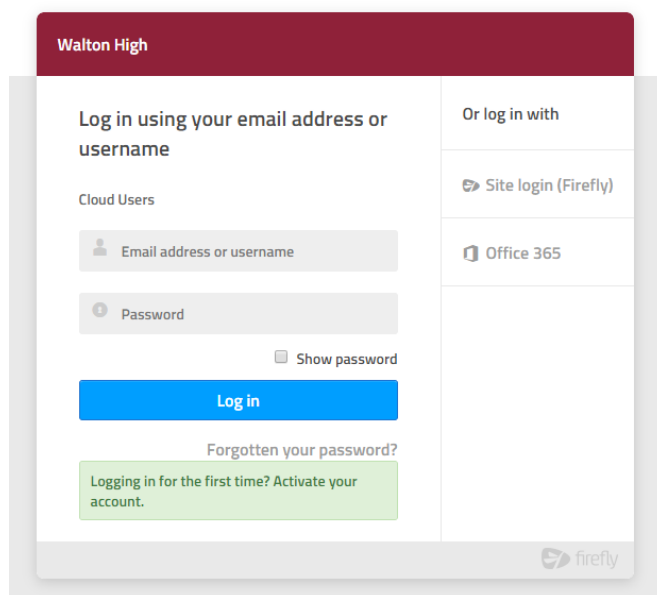 Walton High
Log in using your email address or
username
Cloud Users
Email address or username
Password
Show password
Log in
Forgotten your password?
Logging in for the first time? Activate your
account.
Or log in with
Site login (Firefly)
Office 365
firefly